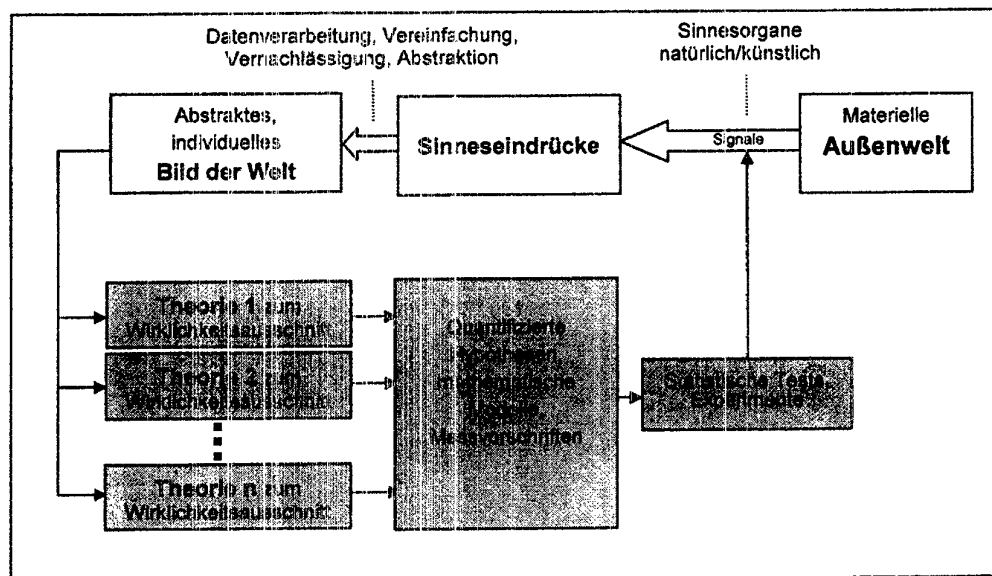 Datenverarbeitung, Vereinfachung,
Vernachlässigung, Abstraktion
Sinnesorgane
natürlich/künstlich
Abstraktes,
individuelles
Bild der Welt
Sinneseindrücke
Signale
Materielle
Außenwelt
Theorie 1 zum
Wirklichkeitsausschnitt
Theorie 2 zum
Wirklichkeitsausschnitt
Theorie n zum
Wirklichkeitsausschnitt
Quantifizierte
Hypothesen,
mathematische
Modelle,
Messvorschriften
Statistische Tests,
Experimente